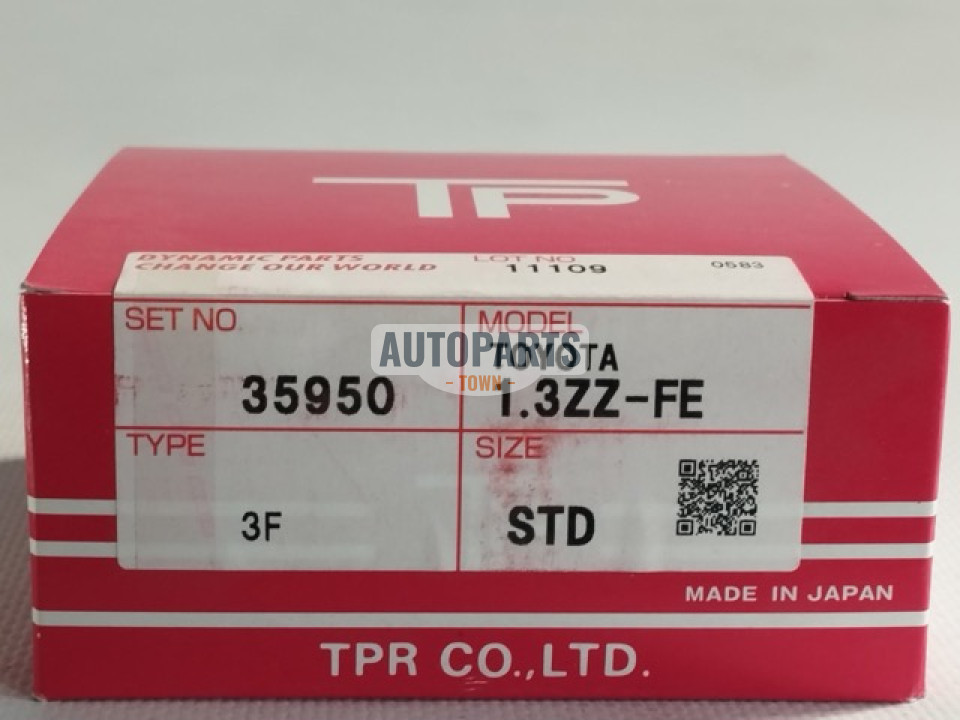 TP
DYNAMIC PARTS
CHANGE OUR WORLD
LOT NO
11109
0583
SET NO.
35950
MODEL
TOYOTA
1.3ZZ-FE
AUTOPARTS
- TOWN -
TYPE
3F
SIZE
STD
MADE IN JAPAN
TPR CO.,LTD.